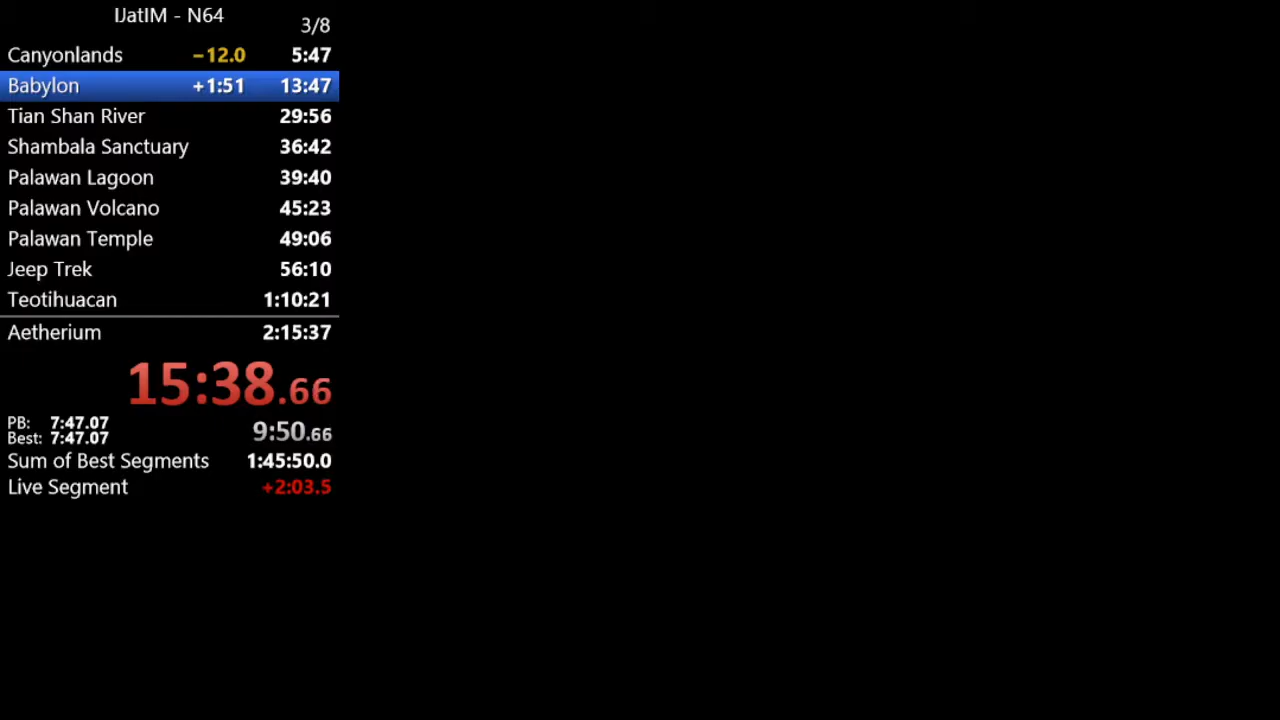 IJatIM - N64
3/8
Canyonlands −12.0 5:47
Babylon +1:51 13:47
Tian Shan River 29:56
Shambala Sanctuary 36:42
Palawan Lagoon 39:40
Palawan Volcano 45:23
Palawan Temple 49:06
Jeep Trek 56:10
Teotihuacan 1:10:21
Aetherium 2:15:37
15:38.66
PB: 7:47.07
Best: 7:47.07
9:50.66
Sum of Best Segments 1:45:50.0
Live Segment +2:03.5